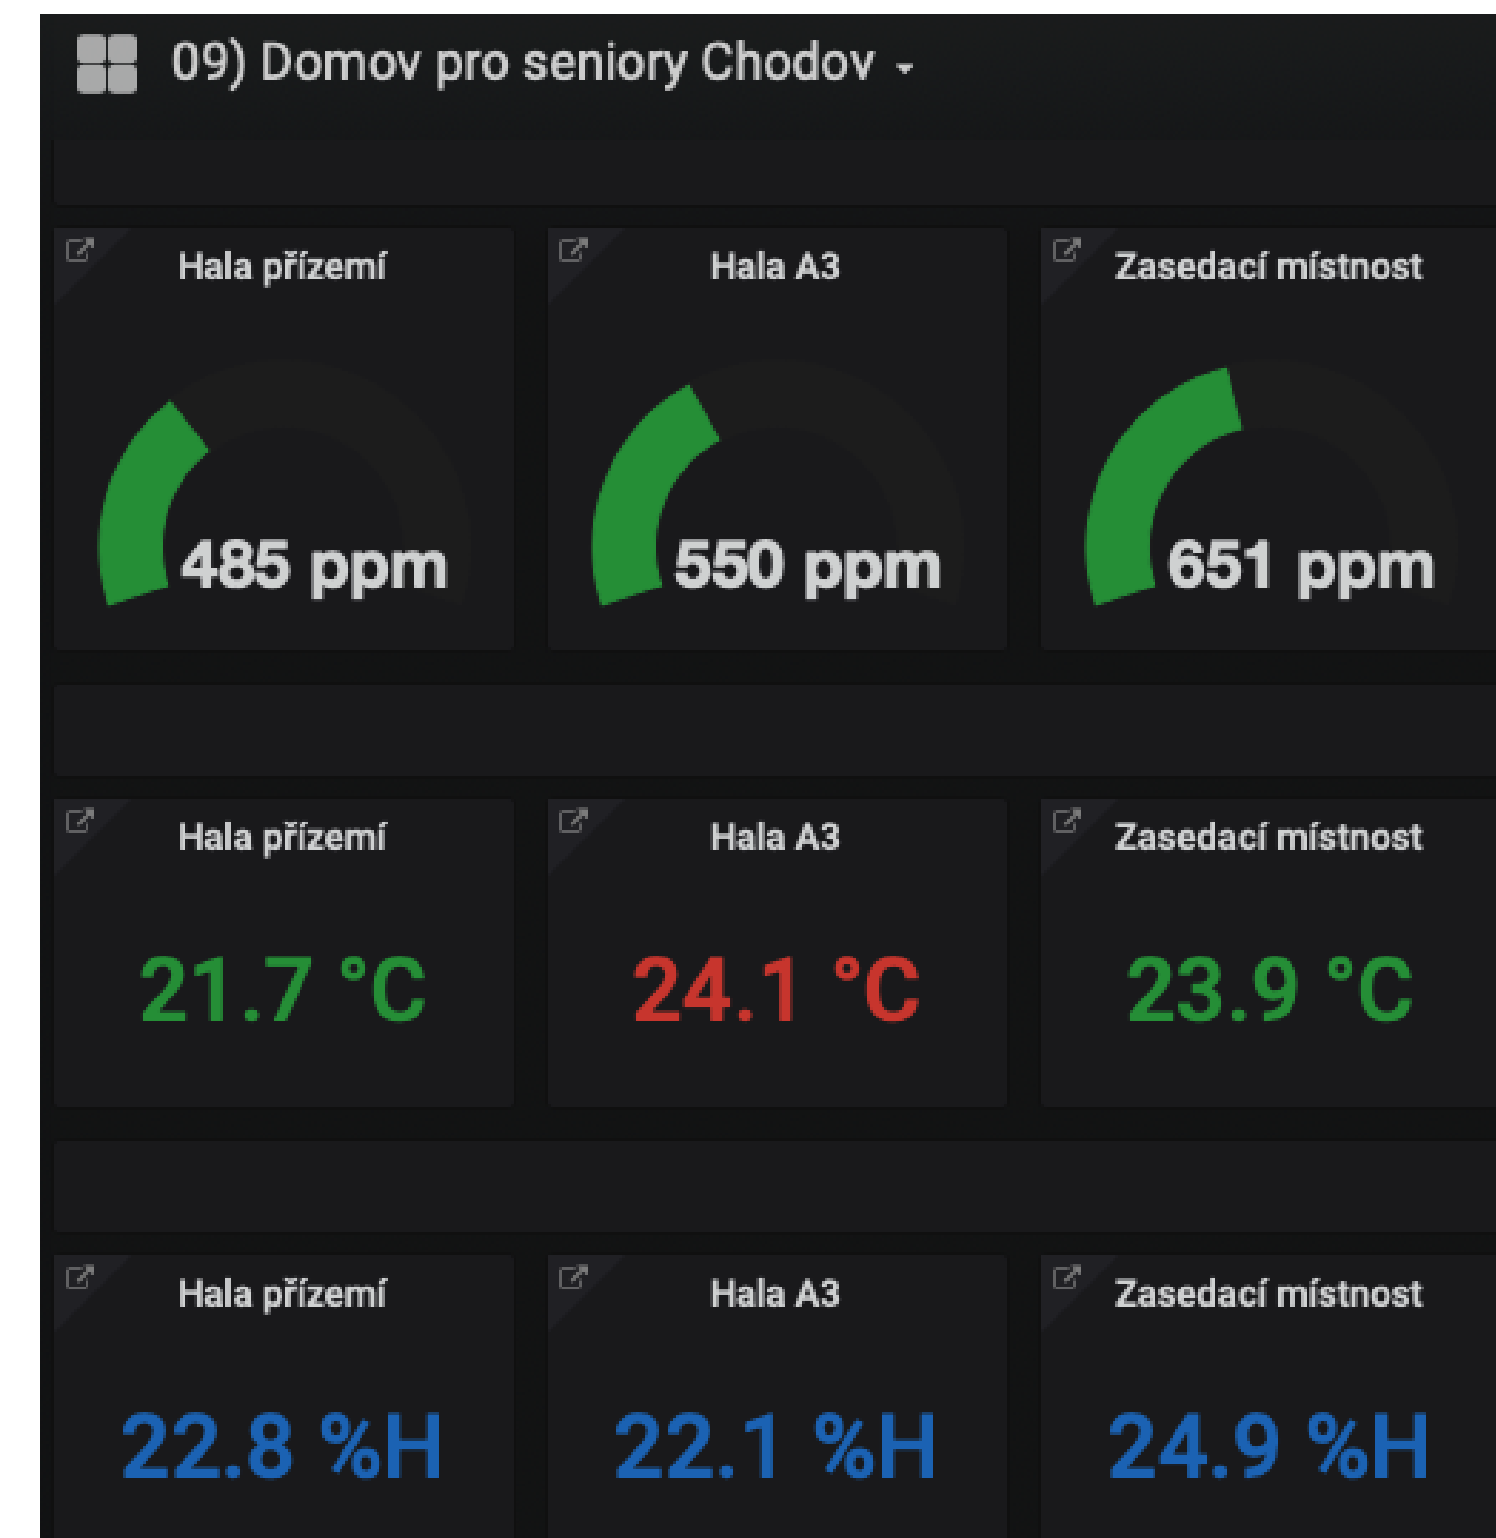 09) Domov pro seniory Chodov
Hala přízemí
Hala A3
Zasedací místnost
485 ppm
550 ppm
651 ppm
Hala přízemí
Hala A3
Zasedací místnost
21.7 °C
24.1 °C
23.9 °C
Hala přízemí
Hala A3
Zasedací místnost
22.8 %H
22.1 %H
24.9 %H